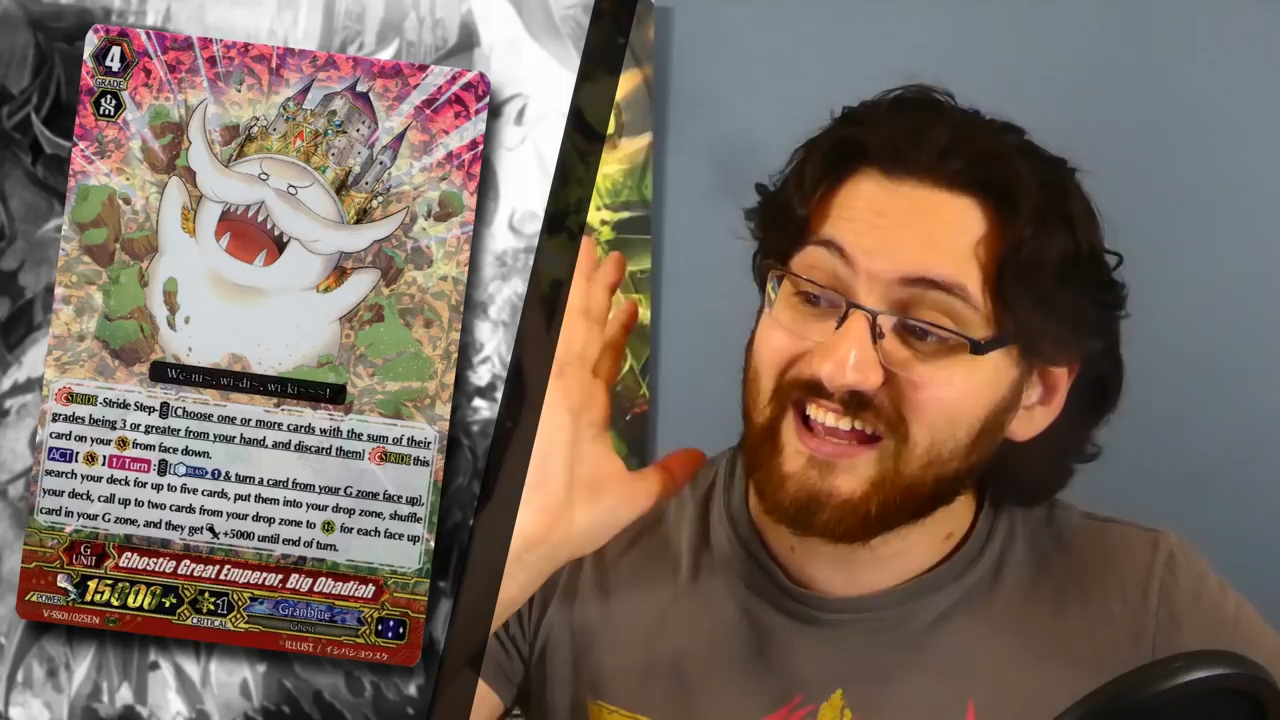 4
GRADE
We-ni~, wi-di~, wi-ki~~~!
STRIDE -Stride Step- [Choose one or more cards with the sum of their
grades being 3 or greater from your hand, and discard them] STRIDE this
card on your from face down.
ACT [ ] 1/Turn : [ BLAST 1 & turn a card from your G zone face up],
search your deck for up to five cards, put them into your drop zone, shuffle
your deck, call up to two cards from your drop zone to for each face up
card in your G zone, and they get +5000 until end of turn.
G UNIT
Ghostie Great Emperor, Big Obadiah
POWER 15000+ 1 CRITICAL
Granblue
Ghost
V-SS01/025EN RRR
ILLUST / イシバシヨウスケ